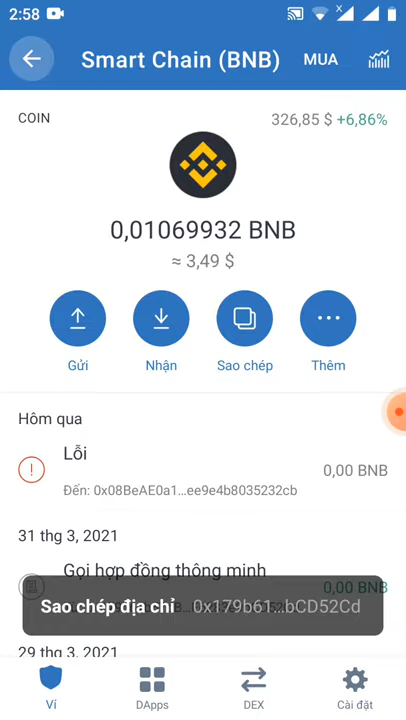 2:58
Smart Chain (BNB)
MUA
COIN
326,85 $ +6,86%
0,01069932 BNB
≈ 3,49 $
Gửi
Nhận
Sao chép
Thêm
Hôm qua
Lỗi
0,00 BNB
Đến: 0x08BeAE0a1...ee9e4b8035232cb
31 thg 3, 2021
Gọi hợp đồng thông minh
0,00 BNB
Sao chép địa chỉ 0x179b61...bCD52Cd
29 thg 3, 2021
Ví
DApps
DEX
Cài đặt